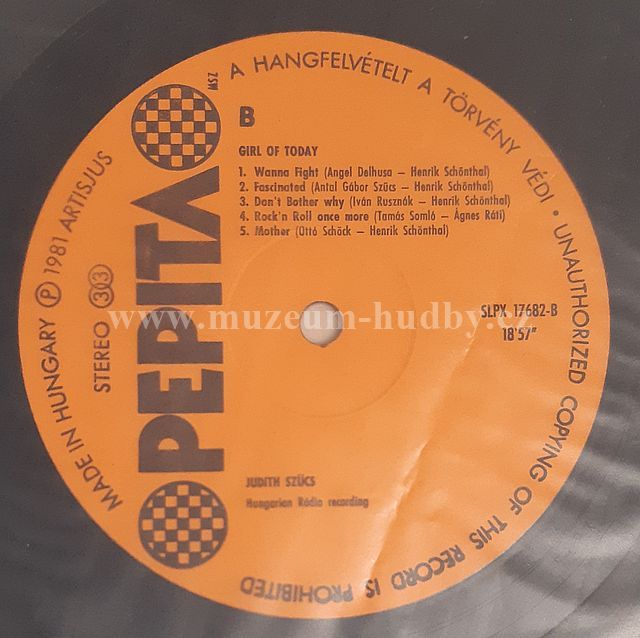 A HANGFELVÉTELT A TÖRVÉNY VÉDI • UNAUTHORIZED COPYING OF THIS RECORD IS PROHIBITED
MADE IN HUNGARY Ⓟ 1981 ARTISJUS
STEREO 33
PEPITA
MSZ
B
GIRL OF TODAY
1. Wanna Fight (Angel Delhusa – Henrik Schönthal)
2. Fascinated (Antal Gábor Szücs – Henrik Schönthal)
3. Don't Bother why (Iván Rusznák – Henrik Schönthal)
4. Rock'n Roll once more (Tamás Somló – Ágnes Ráti)
5. Mother (Ottó Schöck – Henrik Schönthal)
SLPX 17682-B
18'57"
www.muzeum-hudby.cz
JUDITH SZÜCS
Hungarian Rádio recording